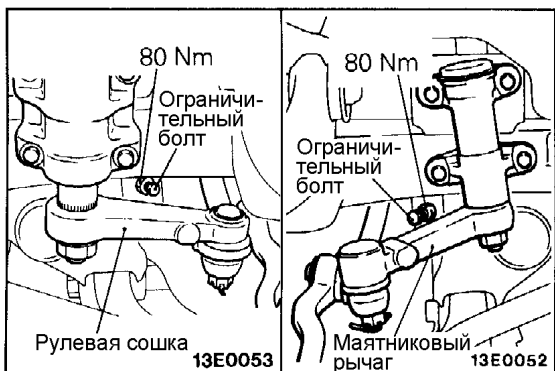 80 Nm
Ограничи-
тельный
болт
Рулевая сошка
13E0053
80 Nm
Ограничи-
тельный
болт
Маятниковый
рычаг
13E0052